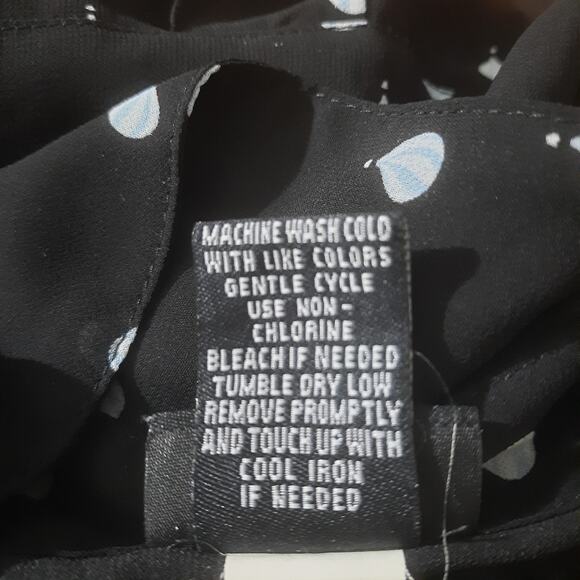 MACHINE WASH COLD
WITH LIKE COLORS
GENTLE CYCLE
USE NON-
CHLORINE
BLEACH IF NEEDED
TUMBLE DRY LOW
REMOVE PROMPTLY
AND TOUCH UP WITH
COOL IRON
IF NEEDED